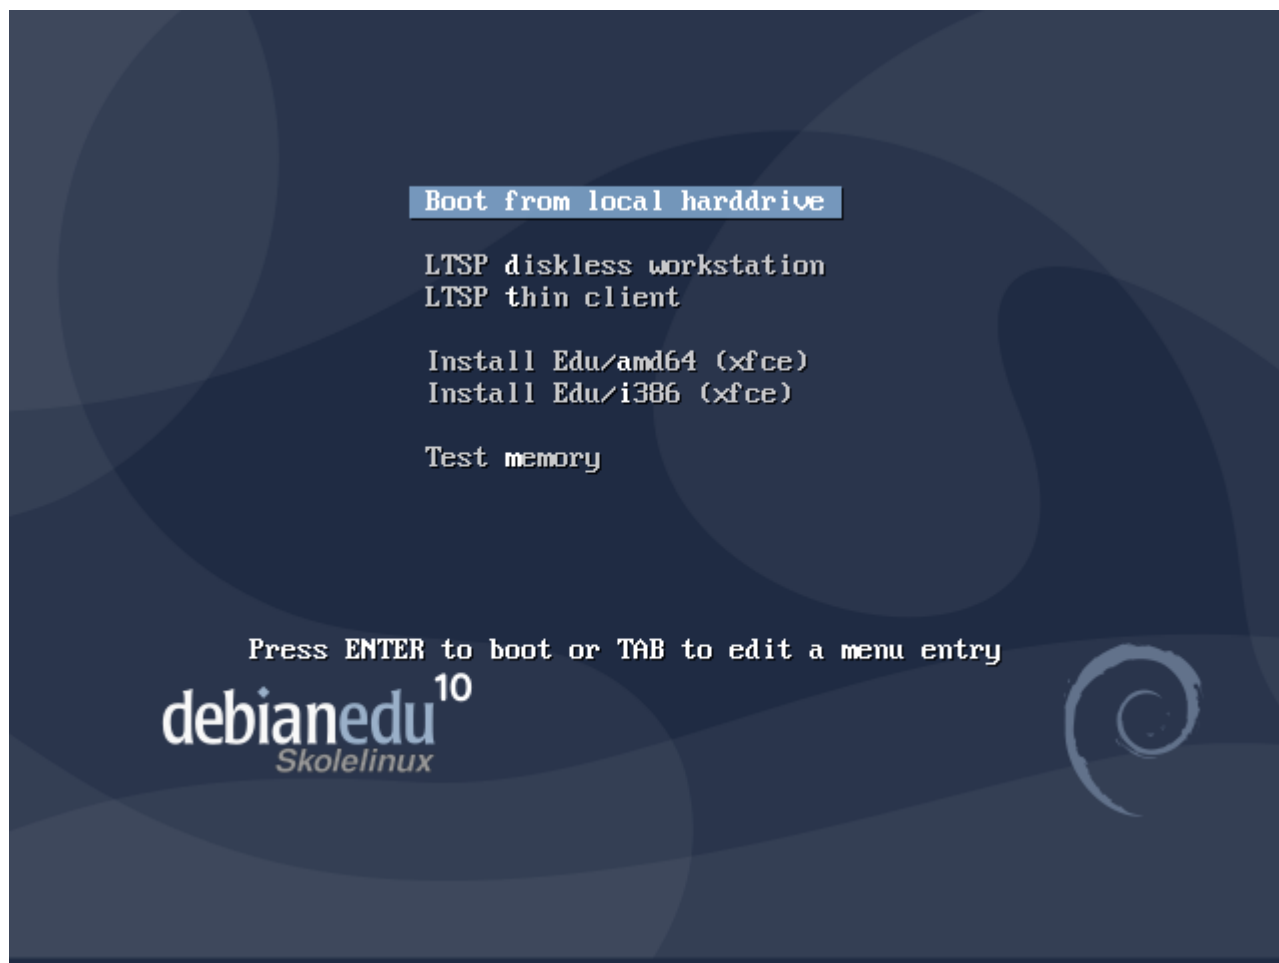 Boot from local harddrive
LTSP diskless workstation
LTSP thin client
Install Edu/amd64 (xfce)
Install Edu/i386 (xfce)
Test memory
Press ENTER to boot or TAB to edit a menu entry
debianedu 10
Skolelinux